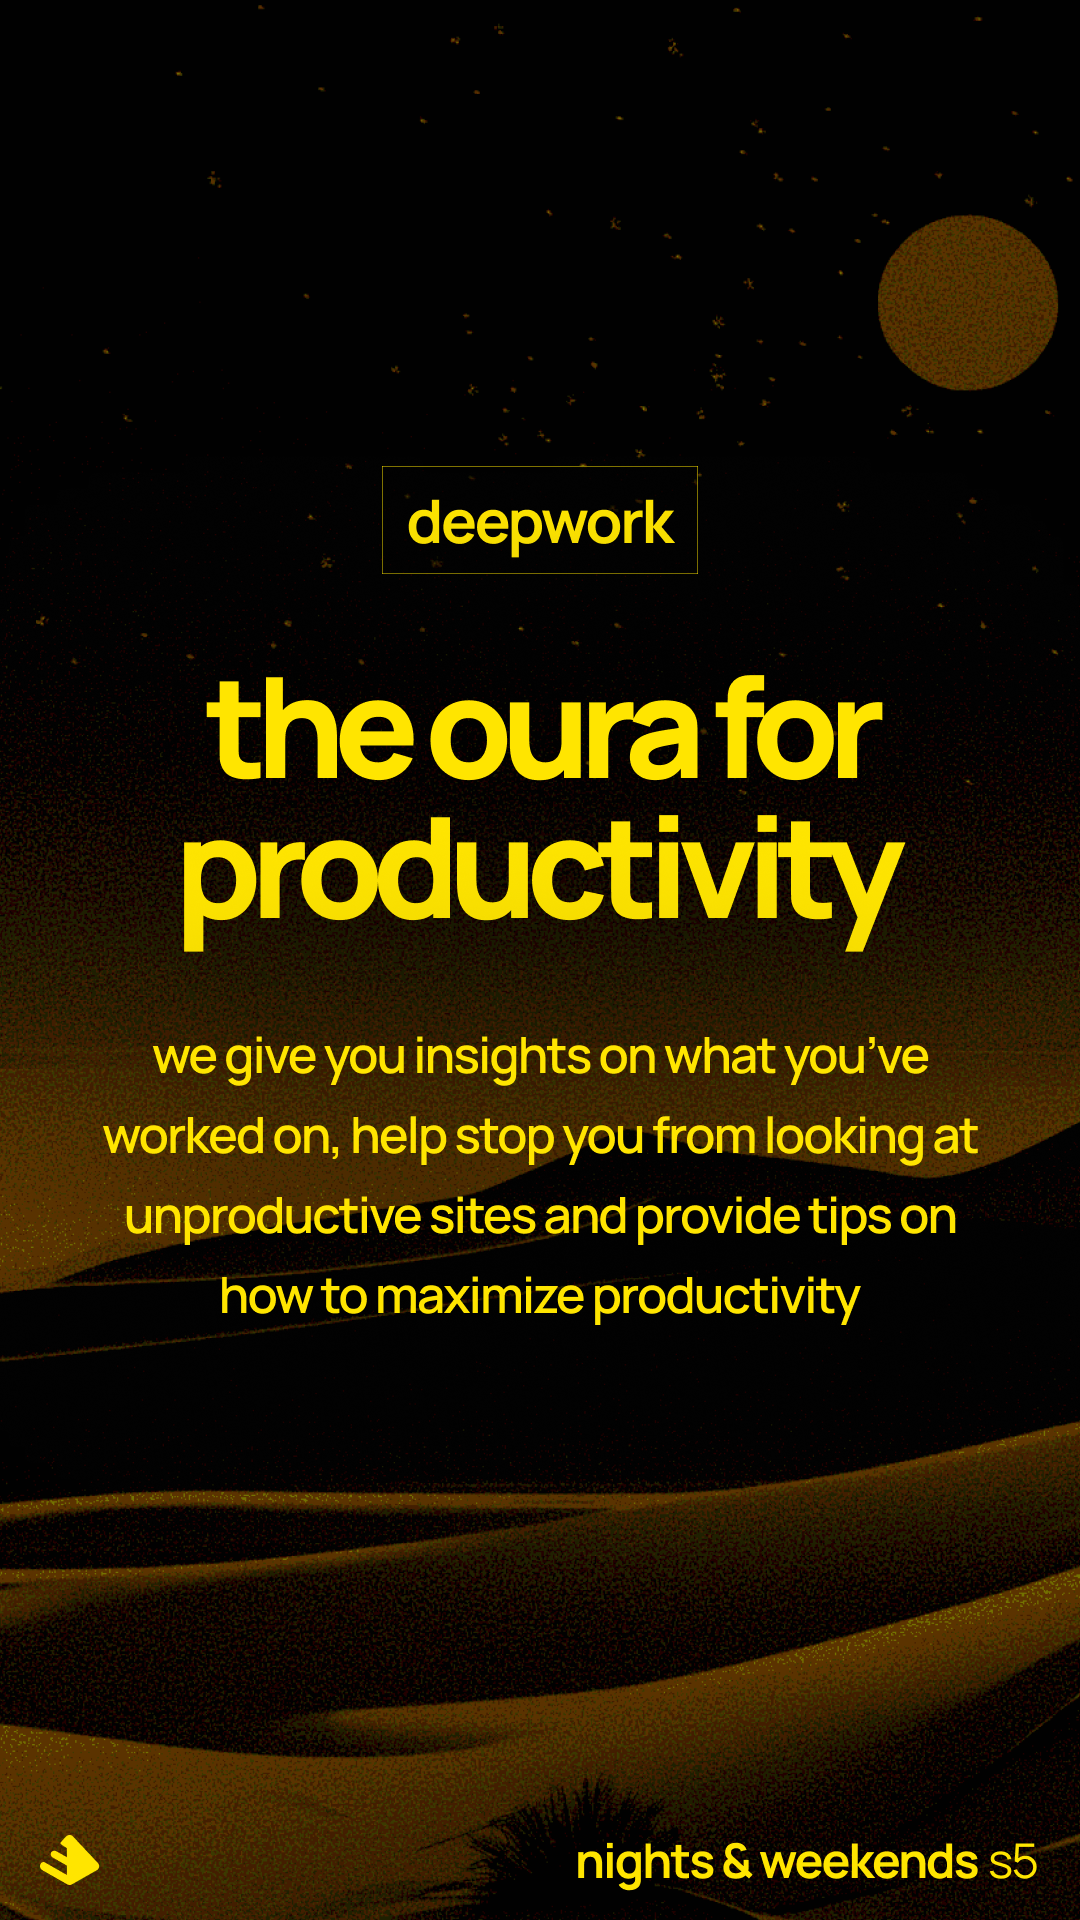 deepwork
the oura for
productivity
we give you insights on what you’ve
worked on, help stop you from looking at
unproductive sites and provide tips on
how to maximize productivity
nights & weekends s5